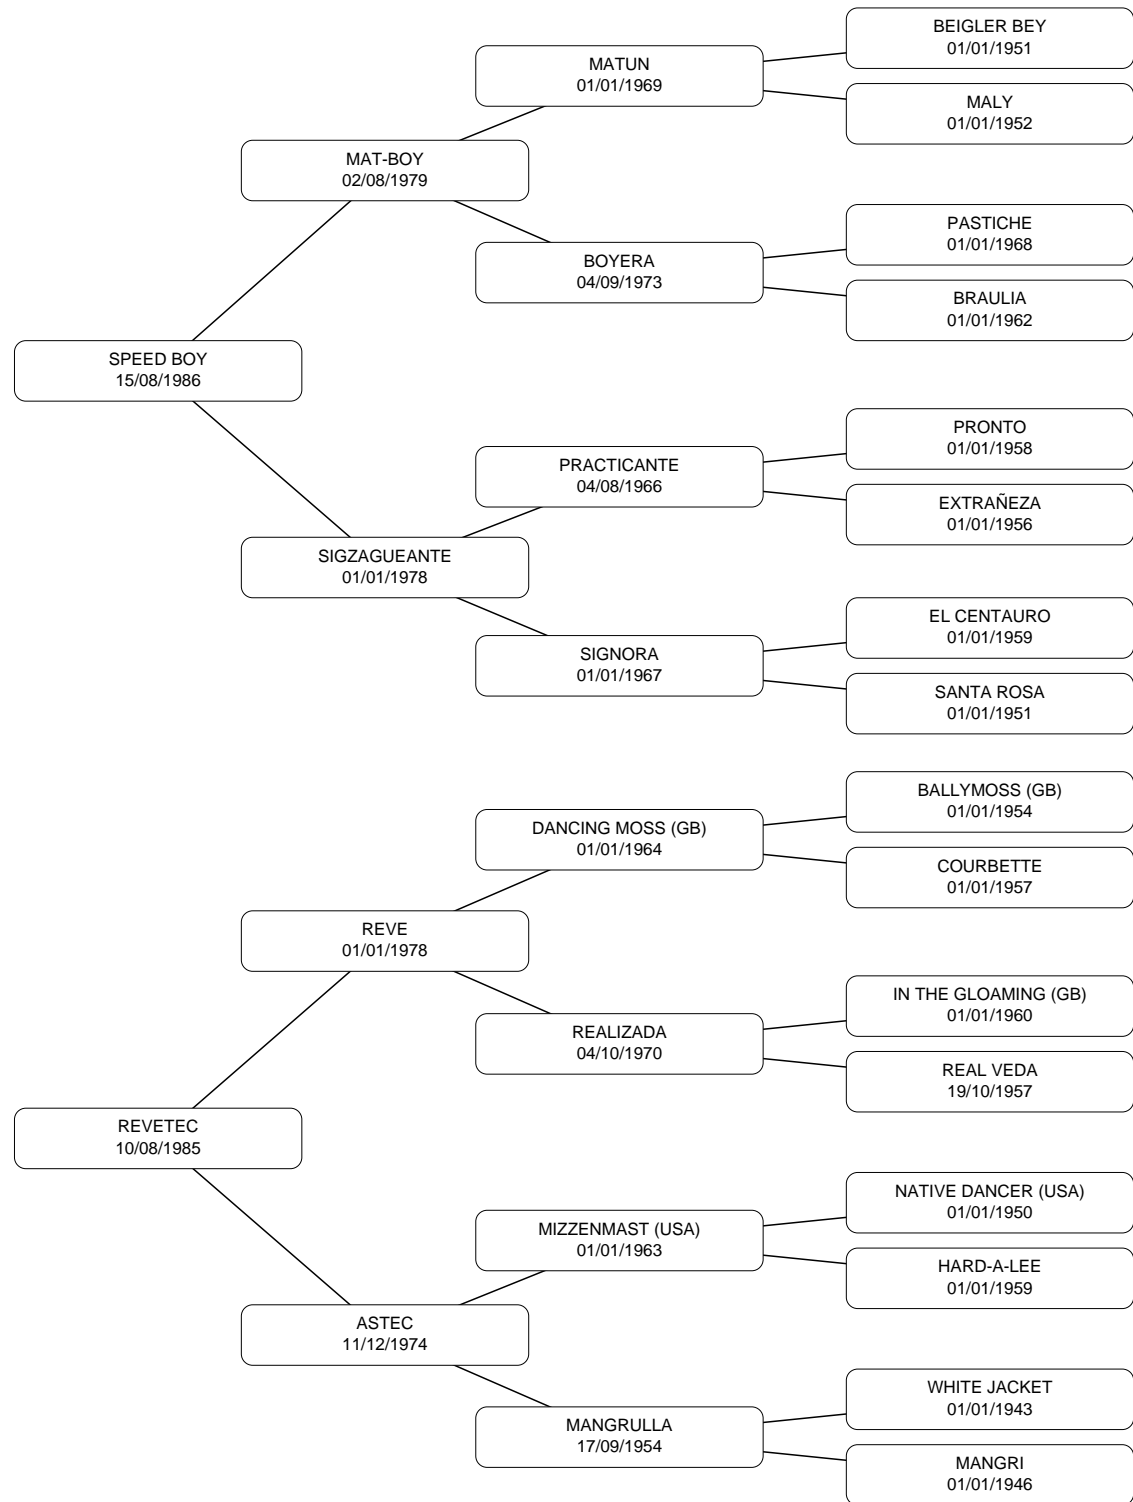 BEIGLER BEY
01/01/1951
MATUN
01/01/1969
MALY
01/01/1952
MAT-BOY
02/08/1979
PASTICHE
01/01/1968
BOYERA
04/09/1973
BRAULIA
01/01/1962
SPEED BOY
15/08/1986
PRONTO
01/01/1958
PRACTICANTE
04/08/1966
EXTRAÑEZA
01/01/1956
SIGZAGUEANTE
01/01/1978
EL CENTAURO
01/01/1959
SIGNORA
01/01/1967
SANTA ROSA
01/01/1951
BALLYMOSS (GB)
01/01/1954
DANCING MOSS (GB)
01/01/1964
COURBETTE
01/01/1957
REVE
01/01/1978
IN THE GLOAMING (GB)
01/01/1960
REALIZADA
04/10/1970
REAL VEDA
19/10/1957
REVETEC
10/08/1985
NATIVE DANCER (USA)
01/01/1950
MIZZENMAST (USA)
01/01/1963
HARD-A-LEE
01/01/1959
ASTEC
11/12/1974
WHITE JACKET
01/01/1943
MANGRULLA
17/09/1954
MANGRI
01/01/1946